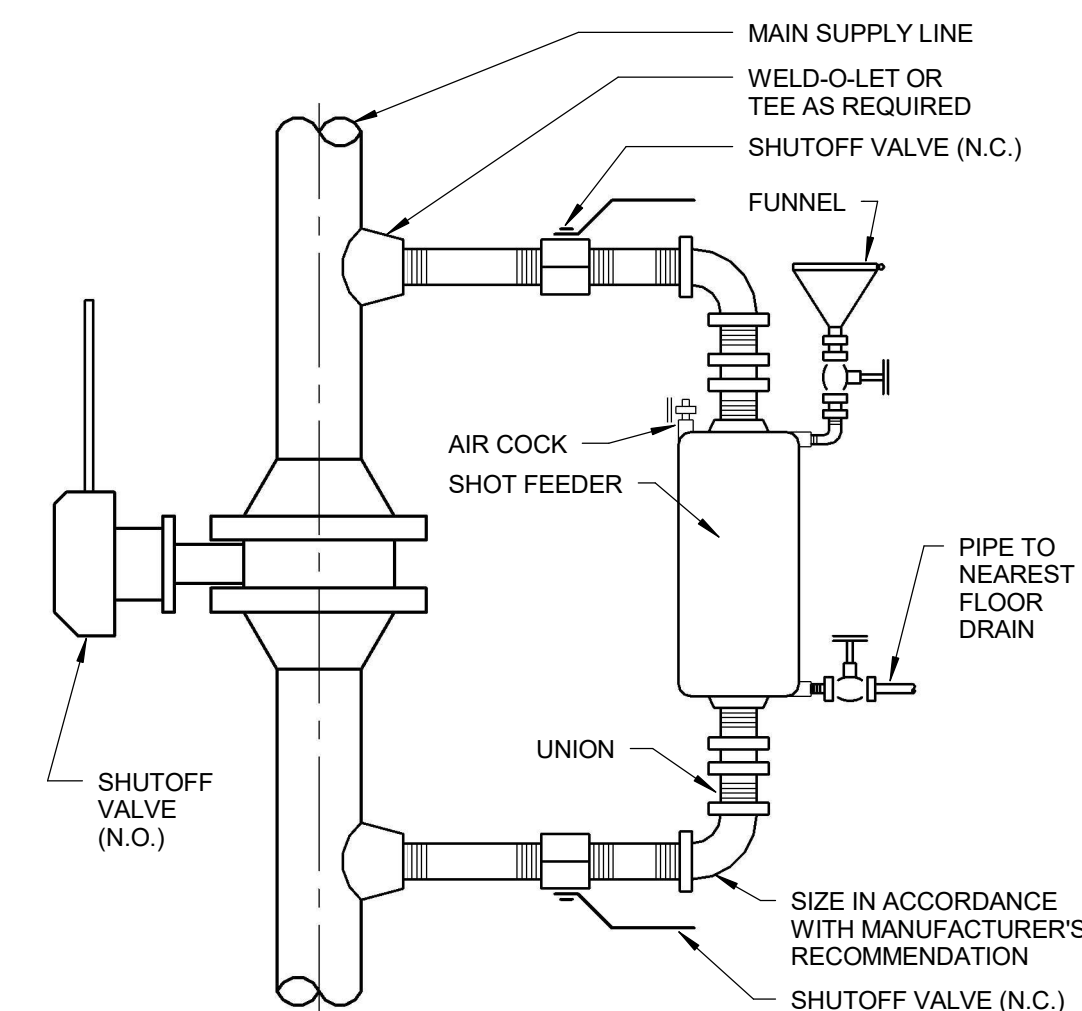 MAIN SUPPLY LINE
WELD-O-LET OR
TEE AS REQUIRED
SHUTOFF VALVE (N.C.)
FUNNEL
AIR COCK
SHOT FEEDER
PIPE TO
NEAREST
FLOOR
DRAIN
UNION
SHUTOFF
VALVE
(N.O.)
SIZE IN ACCORDANCE
WITH MANUFACTURER'S
RECOMMENDATION
SHUTOFF VALVE (N.C.)